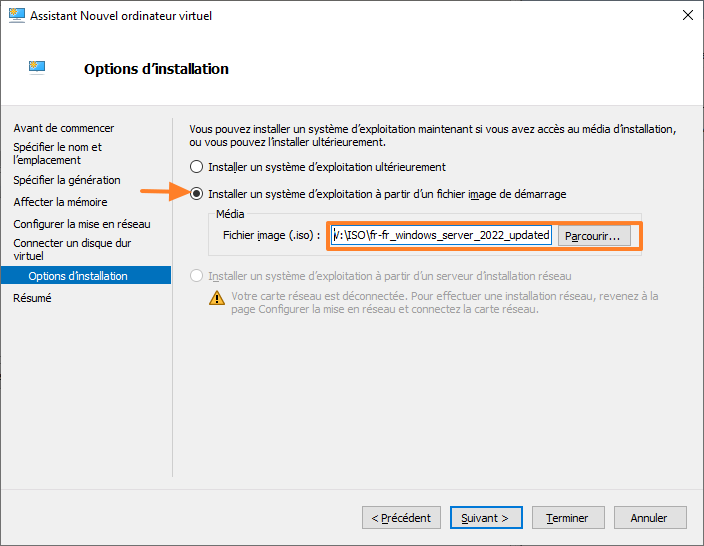 Assistant Nouvel ordinateur virtuel
Options d’installation
Avant de commencer
Spécifier le nom et
l’emplacement
Spécifier la génération
Affecter la mémoire
Configurer la mise en réseau
Connecter un disque dur
virtuel
Options d’installation
Résumé
Vous pouvez installer un système d’exploitation maintenant si vous avez accès au média d’installation,
ou vous pouvez l’installer ultérieurement.
Installer un système d’exploitation ultérieurement
Installer un système d’exploitation à partir d’un fichier image de démarrage
Média
Fichier image (.iso) : :\ISO\fr-fr_windows_server_2022_updated Parcourir...
Installer un système d’exploitation à partir d’un serveur d’installation réseau
Votre carte réseau est déconnectée. Pour effectuer une installation réseau, revenez à la
page Configurer la mise en réseau et connectez la carte réseau.
< Précédent Suivant > Terminer Annuler